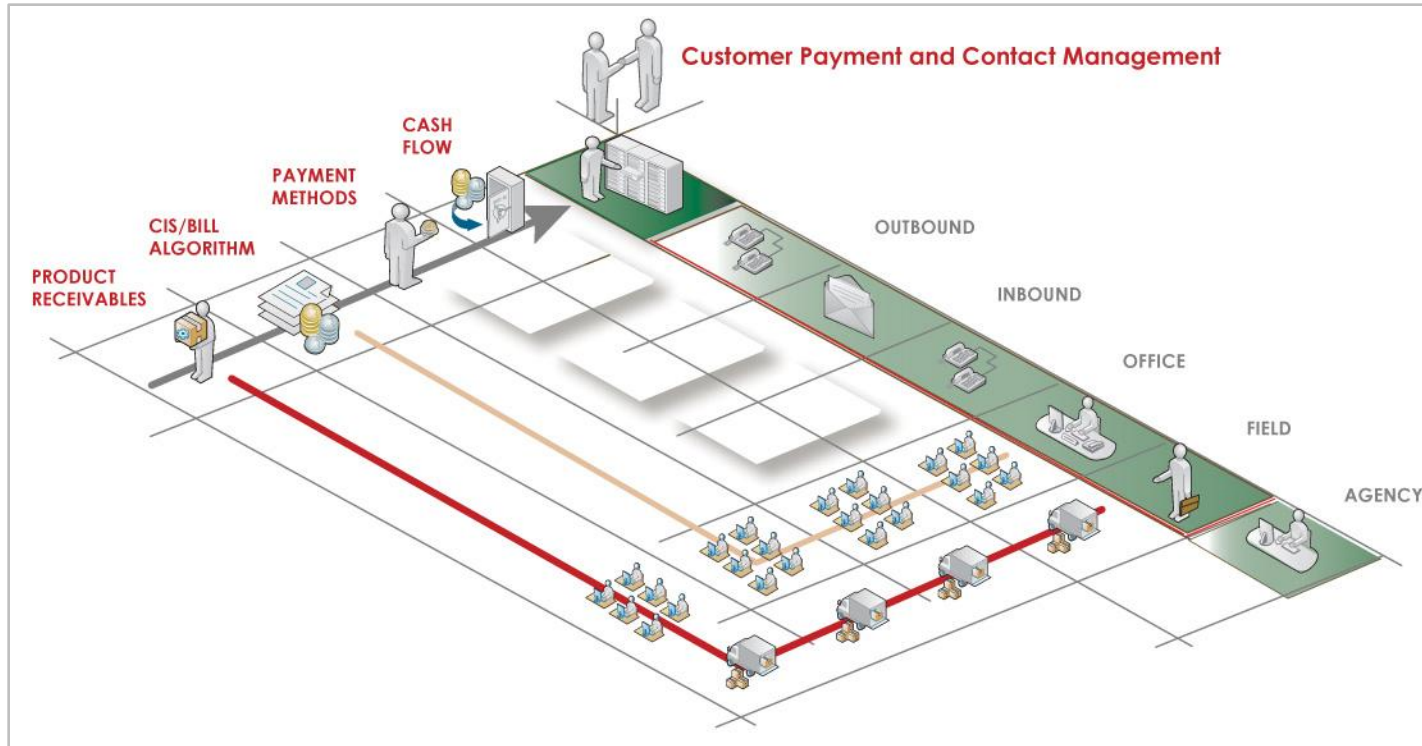 Customer Payment and Contact Management
CASH
FLOW
PAYMENT
METHODS
CIS/BILL
ALGORITHM
PRODUCT
RECEIVABLES
OUTBOUND
INBOUND
OFFICE
FIELD
AGENCY